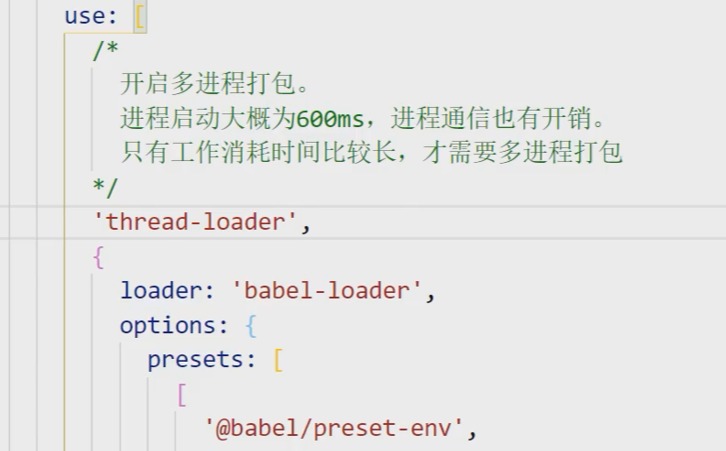 use: [
/*
开启多进程打包。
进程启动大概为600ms，进程通信也有开销。
只有工作消耗时间比较长，才需要多进程打包
*/
'thread-loader',
{
loader: 'babel-loader',
options: {
presets: [
[
'@babel/preset-env',